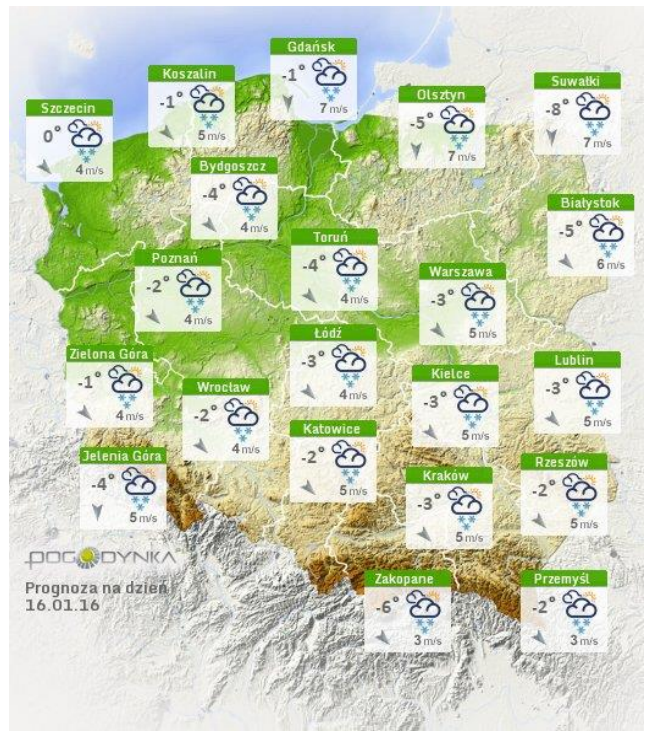 Gdańsk
-1°
7 m/s
Koszalin
-1°
5 m/s
Suwałki
-8°
7 m/s
Olsztyn
-5°
7 m/s
Szczecin
0°
4 m/s
Bydgoszcz
-4°
4 m/s
Białystok
-5°
6 m/s
Toruń
-4°
4 m/s
Poznań
-2°
4 m/s
Warszawa
-3°
5 m/s
Łódź
-3°
4 m/s
Zielona Góra
-1°
4 m/s
Lublin
-3°
5 m/s
Kielce
-3°
5 m/s
Wrocław
-2°
4 m/s
Katowice
-2°
5 m/s
Jelenia Góra
-4°
5 m/s
Rzeszów
-2°
5 m/s
Kraków
-3°
5 m/s
POGODYNKA
Prognoza na dzień
16.01.16
Zakopane
-6°
3 m/s
Przemyśl
-2°
3 m/s